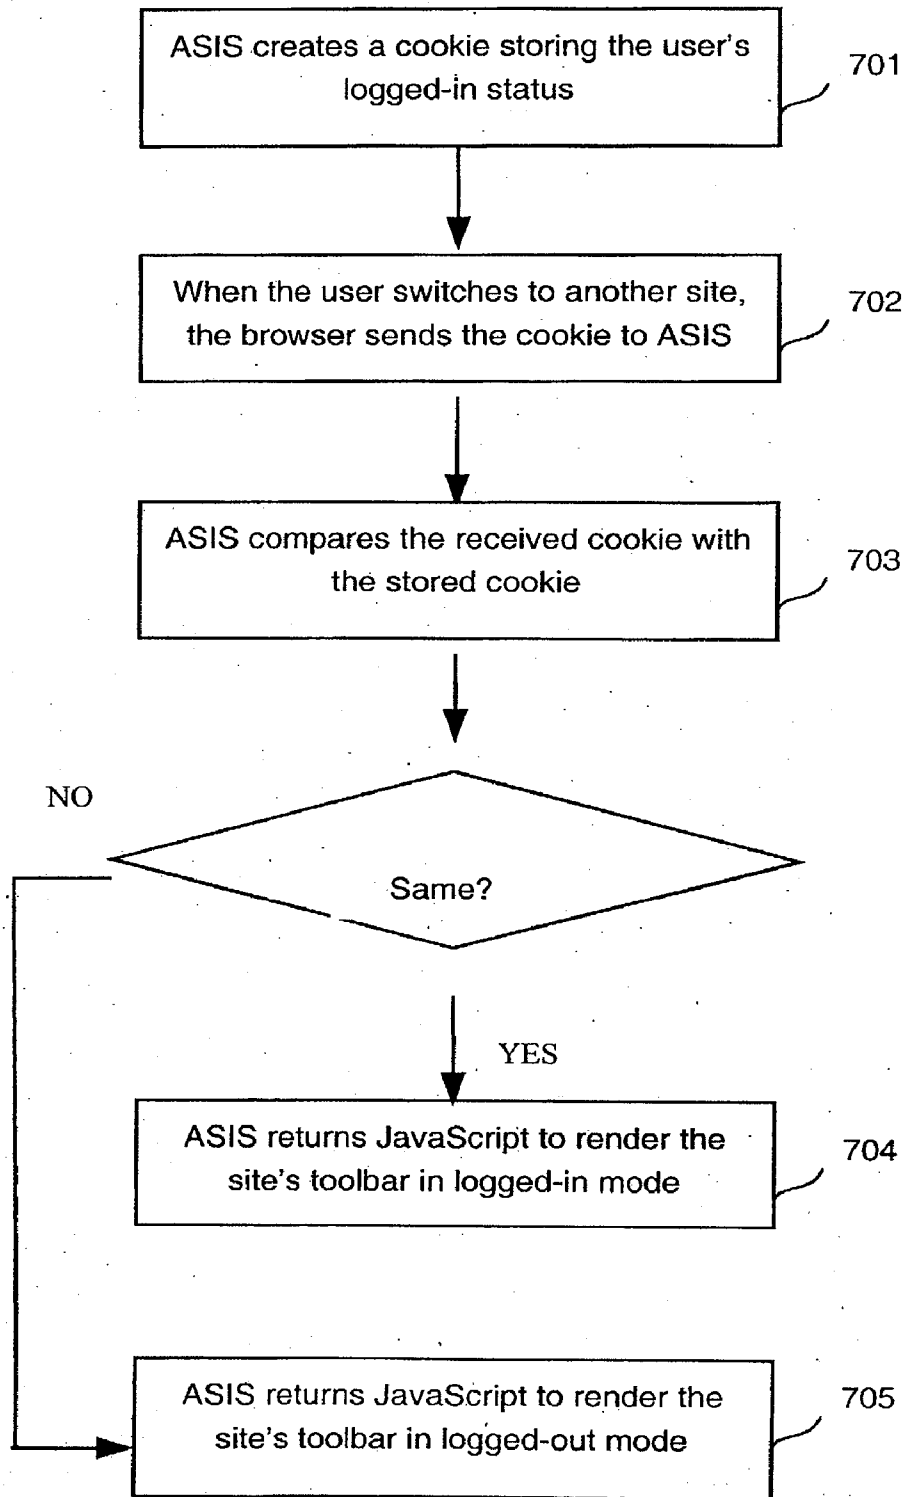 ASIS creates a cookie storing the user's
logged-in status
701
When the user switches to another site,
the browser sends the cookie to ASIS
702
ASIS compares the received cookie with
the stored cookie
703
NO
Same?
YES
ASIS returns JavaScript to render the
site's toolbar in logged-in mode
704
ASIS returns JavaScript to render the
site's toolbar in logged-out mode
705